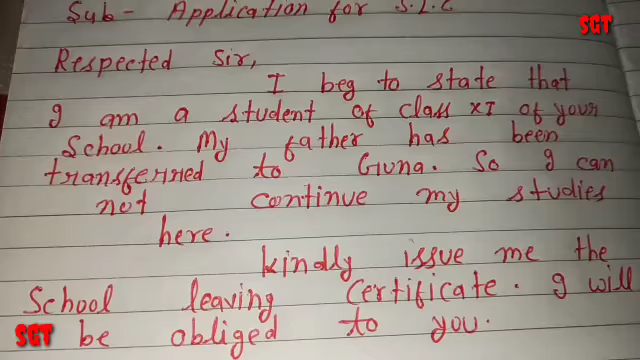 Sub - Application for S.L.C
SGT
Respected Sir,
I beg to state that
I am a student of class XI of your
School. My father has been
transferred to Guna. So I can
not continue my studies
here.
kindly issue me the
School leaving certificate. I will
SGT be obliged to you.